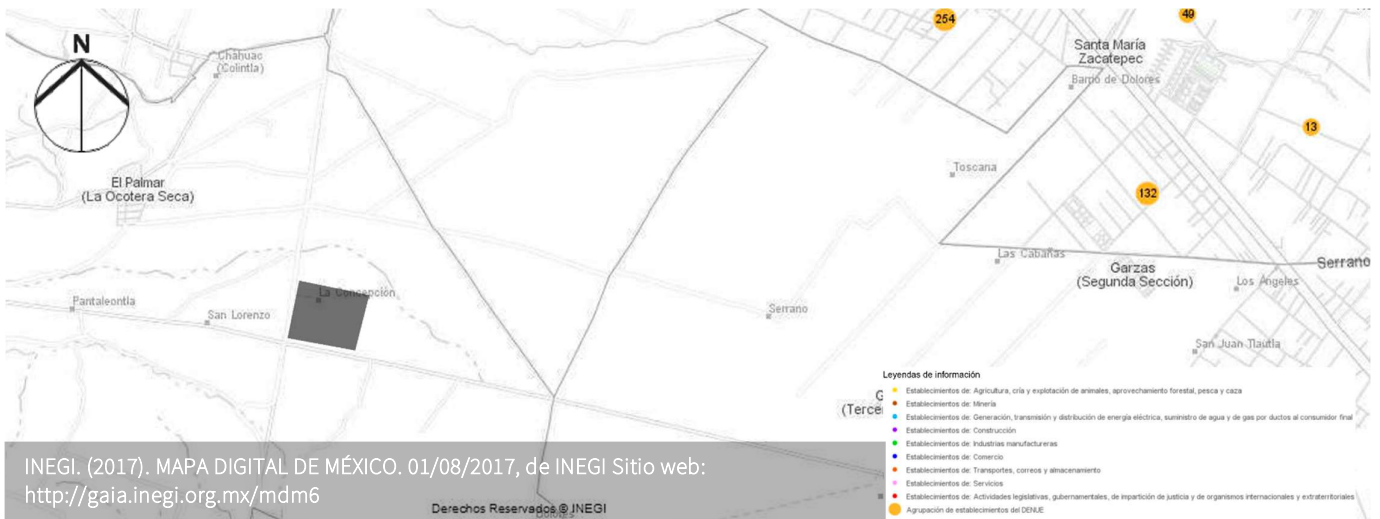 254
49
N
Chahuac
(Colintla)
Santa María
Zacatepec
Barrio de Dolores
13
Toscana
El Palmar
(La Ocotera Seca)
132
Las Cabañas
Garzas
(Segunda Sección)
Serrano
Los Ángeles
La Concepción
Pantaleontla
San Lorenzo
Serrano
San Juan Tlautla
Leyendas de información
Establecimientos de: Agricultura, cría y explotación de animales, aprovechamiento forestal, pesca y caza
Establecimientos de: Minería
G
(Tercer
Establecimientos de: Generación, transmisión y distribución de energía eléctrica, suministro de agua y de gas por ductos al consumidor final
Establecimientos de: Construcción
Establecimientos de: Industrias manufactureras
Establecimientos de: Comercio
Establecimientos de: Transportes, correos y almacenamiento
Establecimientos de: Servicios
Establecimientos de: Actividades legislativas, gubernamentales, de impartición de justicia y de organismos internacionales y extraterritoriales
Agrupación de establecimientos del DENUE
INEGI. (2017). MAPA DIGITAL DE MÉXICO. 01/08/2017, de INEGI Sitio web:
http://gaia.inegi.org.mx/mdm6
Derechos Reservados © INEGI
Dolores